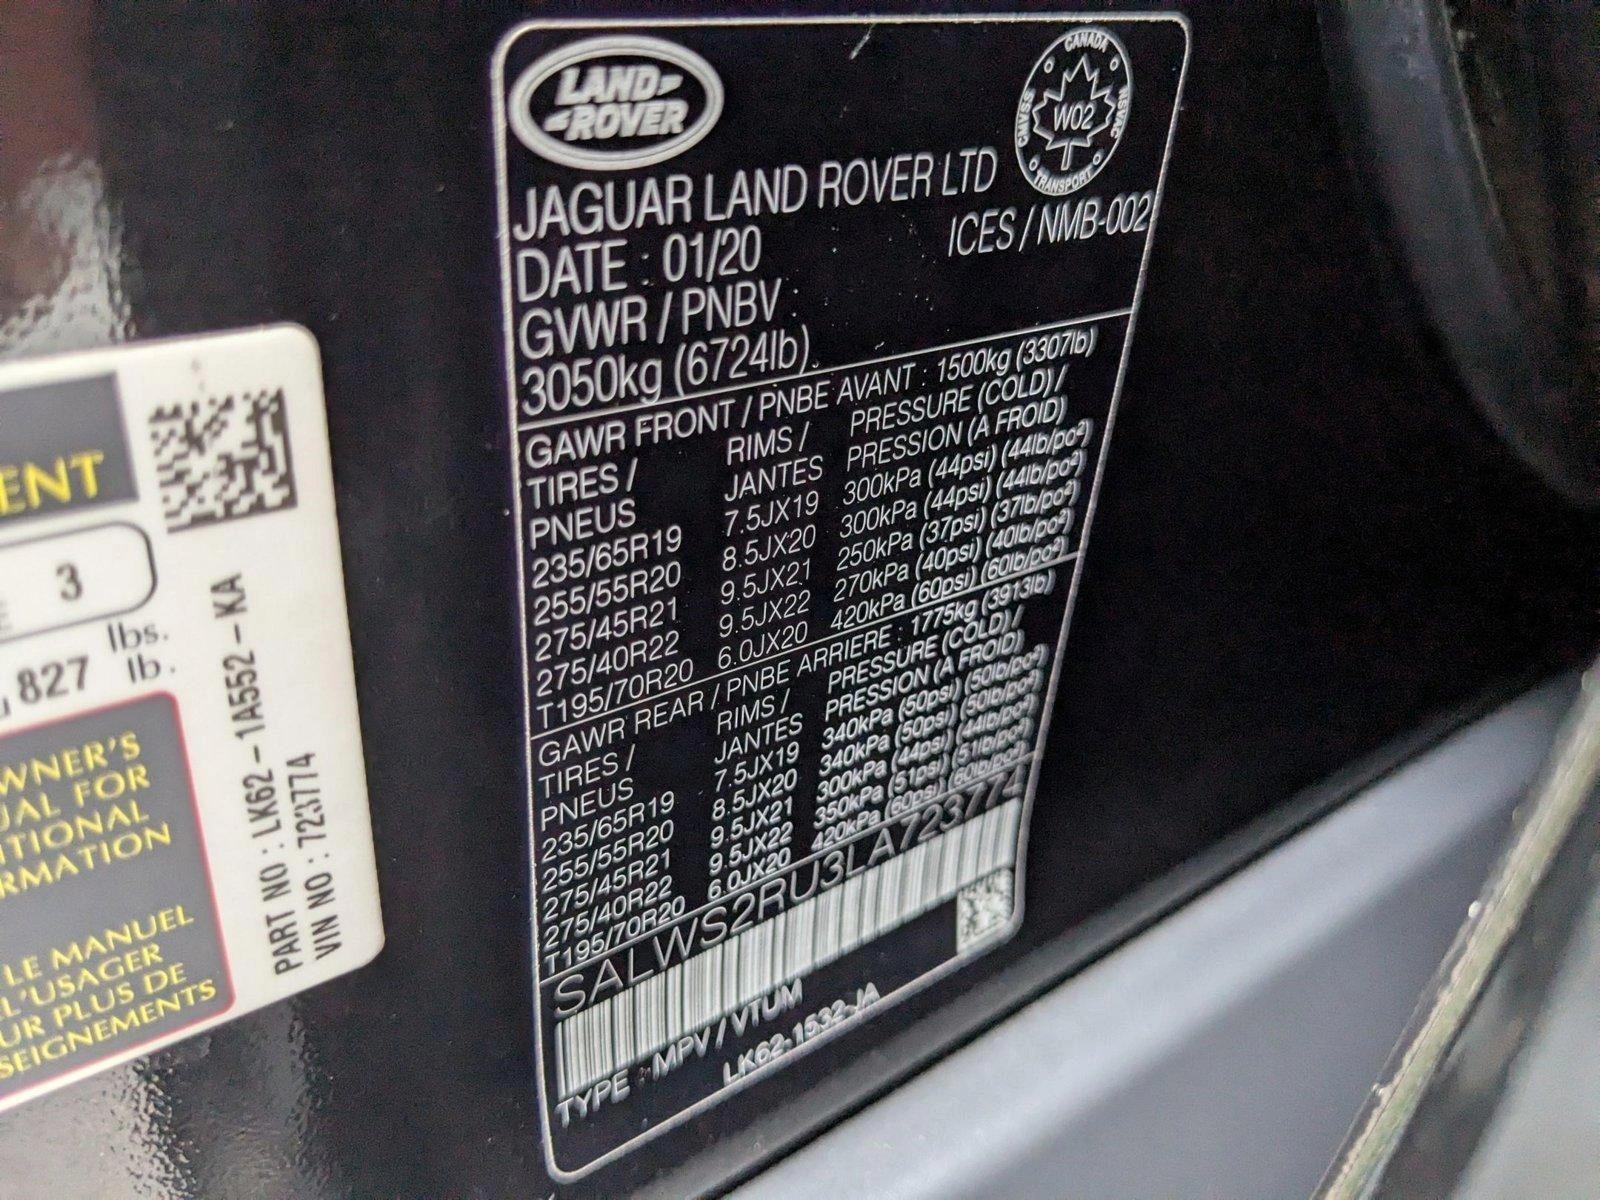 LAND
ROVER
CANADA
CMVSS
NSVAC
W02
TRANSPORT
JAGUAR LAND ROVER LTD
DATE : 01/20
ICES / NMB-002
GVWR / PNBV :
3050kg (6724lb)
GAWR FRONT / PNBE AVANT : 1500kg (3307lb)
TIRES / RIMS / PRESSURE (COLD) /
PNEUS JANTES PRESSION (A FROID)
235/65R19 7.5JX19 300kPa (44psi) (44lb/po²)
255/55R20 8.5JX20 300kPa (44psi) (44lb/po²)
275/45R21 9.5JX21 250kPa (37psi) (37lb/po²)
275/40R22 9.5JX22 270kPa (40psi) (40lb/po²)
T195/70R20 6.0JX20 420kPa (60psi) (60lb/po²)
GAWR REAR / PNBE ARRIERE : 1775kg (3913lb)
TIRES / RIMS / PRESSURE (COLD) /
PNEUS JANTES PRESSION (A FROID)
235/65R19 7.5JX19 340kPa (50psi) (50lb/po²)
255/55R20 8.5JX20 340kPa (50psi) (50lb/po²)
275/45R21 9.5JX21 300kPa (44psi) (44lb/po²)
275/40R22 9.5JX22 350kPa (51psi) (51lb/po²)
T195/70R20 6.0JX20 420kPa (60psi) (60lb/po²)
SALWS2RU3LA723774
TYPE : MPV / VTUM
LK62-1532-JA
ENT
3
lbs.
827 lb.
WNER'S
UAL FOR
ITIONAL
RMATION
LE MANUEL
L'USAGER
UR PLUS DE
SEIGNEMENTS
PART NO : LK62-1A552-KA
VIN NO : 723774